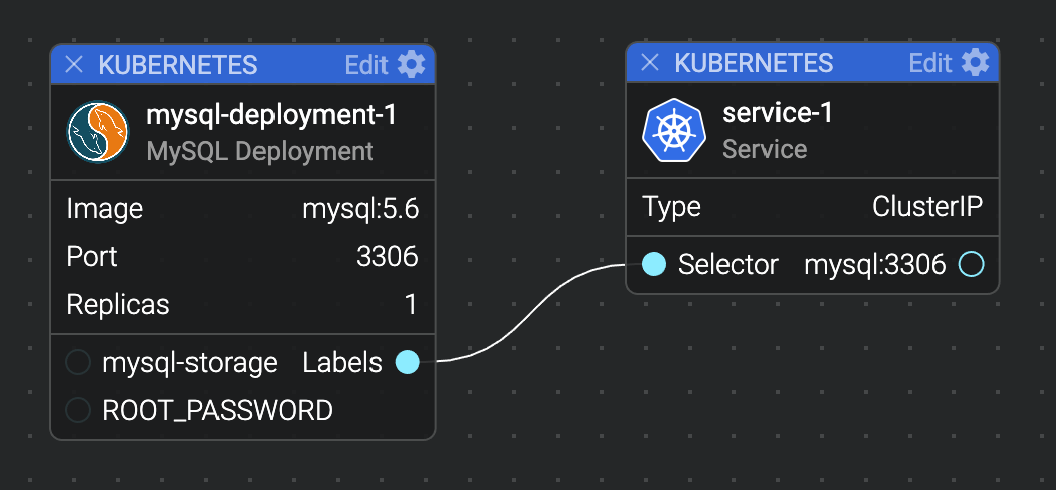 KUBERNETES Edit
mysql-deployment-1
MySQL Deployment
Image mysql:5.6
Port 3306
Replicas 1
mysql-storage Labels
ROOT_PASSWORD
KUBERNETES Edit
service-1
Service
Type ClusterIP
Selector mysql:3306